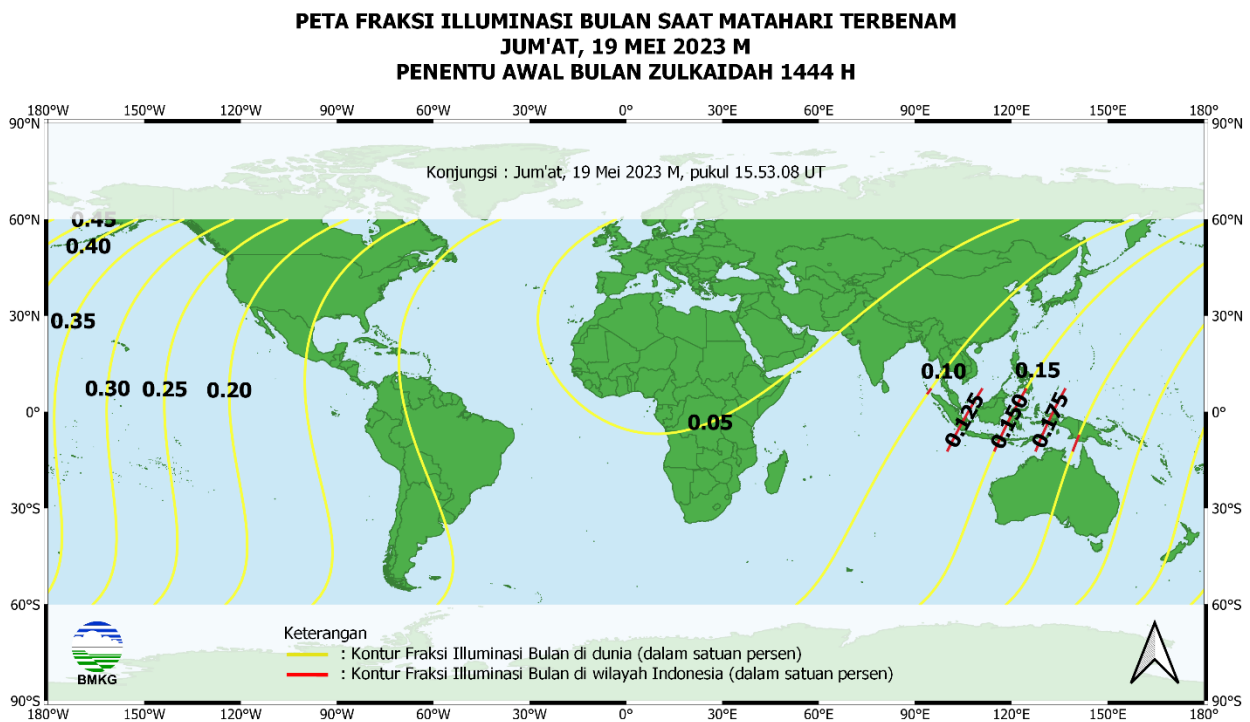 PETA FRAKSI ILLUMINASI BULAN SAAT MATAHARI TERBENAM
JUM'AT, 19 MEI 2023 M
PENENTU AWAL BULAN ZULKAIDAH 1444 H
180°W 150°W 120°W 90°W 60°W 30°W 0° 30°E 60°E 90°E 120°E 150°E 180°
90°N 90°N
Konjungsi : Jum'at, 19 Mei 2023 M, pukul 15.53.08 UT
60°N 0.45 60°N
0.40
30°N 0.35 30°N
0.30 0.25 0.20 0.10 0.15
0° 0.05 0.125 0.150 0.175 0°
30°S 30°S
60°S 60°S
Keterangan
: Kontur Fraksi Illuminasi Bulan di dunia (dalam satuan persen)
: Kontur Fraksi Illuminasi Bulan di wilayah Indonesia (dalam satuan persen)
BMKG
90°S 90°S
180°W 150°W 120°W 90°W 60°W 30°W 0° 30°E 60°E 90°E 120°E 150°E 180°